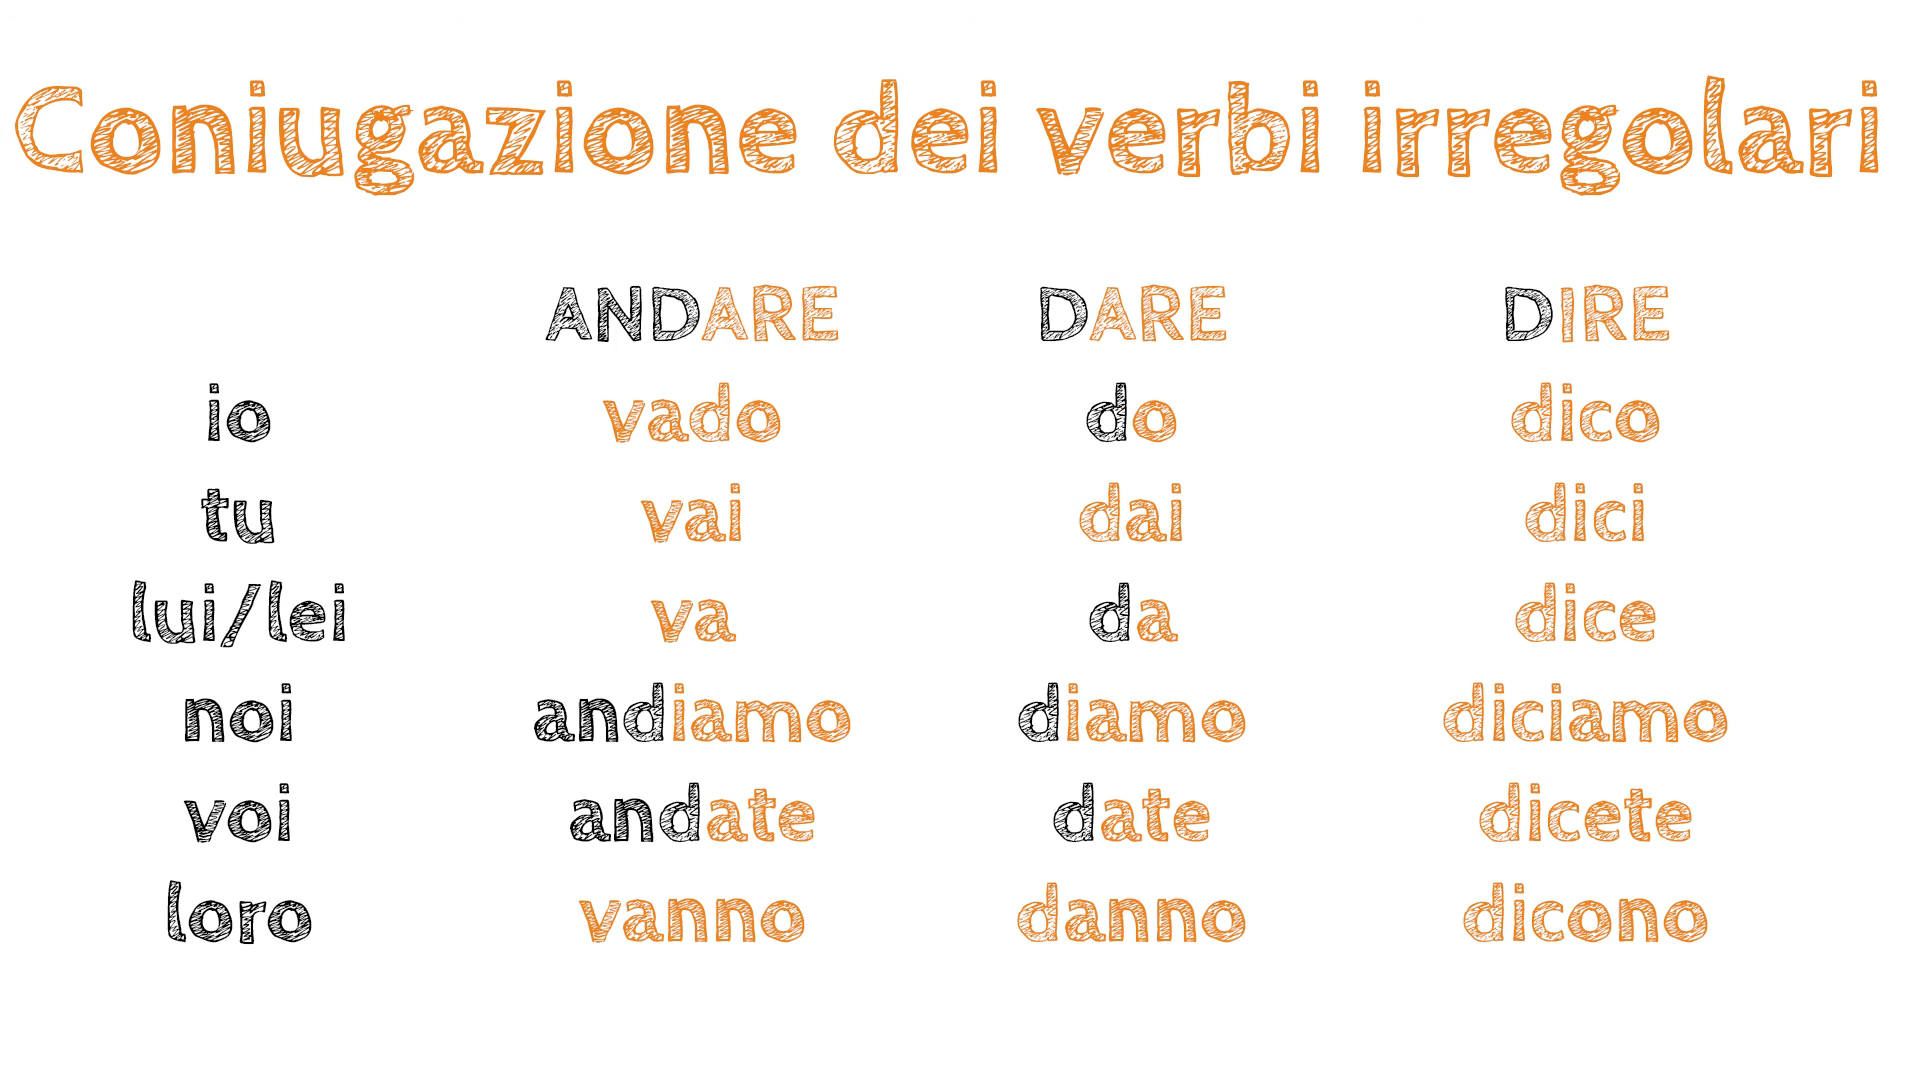 Coniugazione dei verbi irregolari
ANDARE DARE DIRE
io vado do dico
tu vai dai dici
lui/lei va da dice
noi andiamo diamo diciamo
voi andate date dicete
loro vanno danno dicono